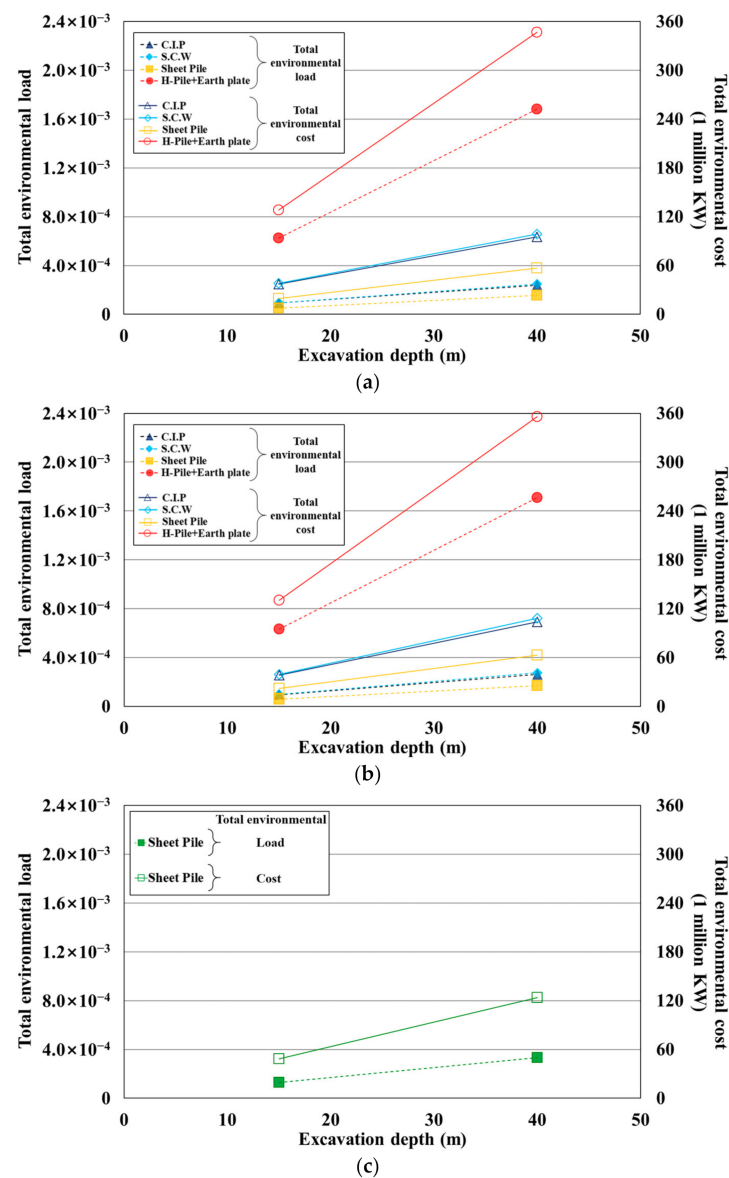 Total environmental load
2.4×10⁻³
2.0×10⁻³
1.6×10⁻³
1.2×10⁻³
8.0×10⁻⁴
4.0×10⁻⁴
0
C.I.P
S.C.W
Sheet Pile
H-Pile+Earth plate
Total
environmental
load
C.I.P
S.C.W
Sheet Pile
H-Pile+Earth plate
Total
environmental
cost
360
300
240
180
120
60
0
Total environmental cost
(1 million KW)
0 10 20 30 40 50
Excavation depth (m)
(a)
Total environmental load
2.4×10⁻³
2.0×10⁻³
1.6×10⁻³
1.2×10⁻³
8.0×10⁻⁴
4.0×10⁻⁴
0
C.I.P
S.C.W
Sheet Pile
H-Pile+Earth plate
Total
environmental
load
C.I.P
S.C.W
Sheet Pile
H-Pile+Earth plate
Total
environmental
cost
360
300
240
180
120
60
0
Total environmental cost
(1 million KW)
0 10 20 30 40 50
Excavation depth (m)
(b)
Total environmental load
2.4×10⁻³
2.0×10⁻³
1.6×10⁻³
1.2×10⁻³
8.0×10⁻⁴
4.0×10⁻⁴
0
Total environmental
Sheet Pile Load
Sheet Pile Cost
360
300
240
180
120
60
0
Total environmental cost
(1 million KW)
0 10 20 30 40 50
Excavation depth (m)
(c)